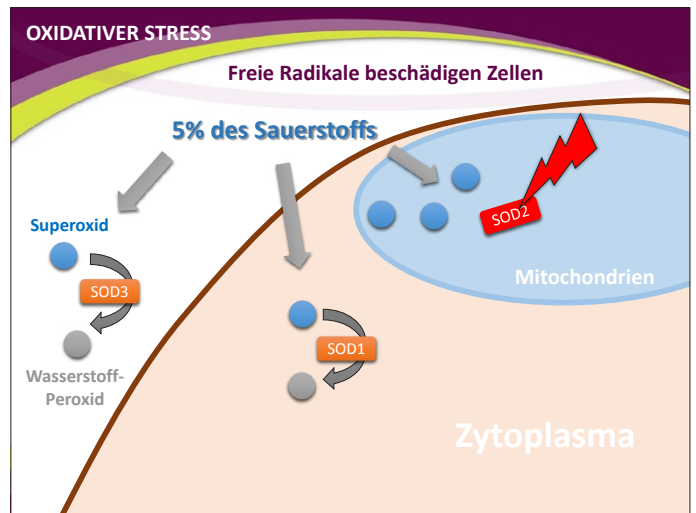 OXIDATIVER STRESS
Freie Radikale beschädigen Zellen
5% des Sauerstoffs
SOD2
Superoxid
Mitochondrien
SOD3
SOD1
Wasserstoff-
Peroxid
Zytoplasma